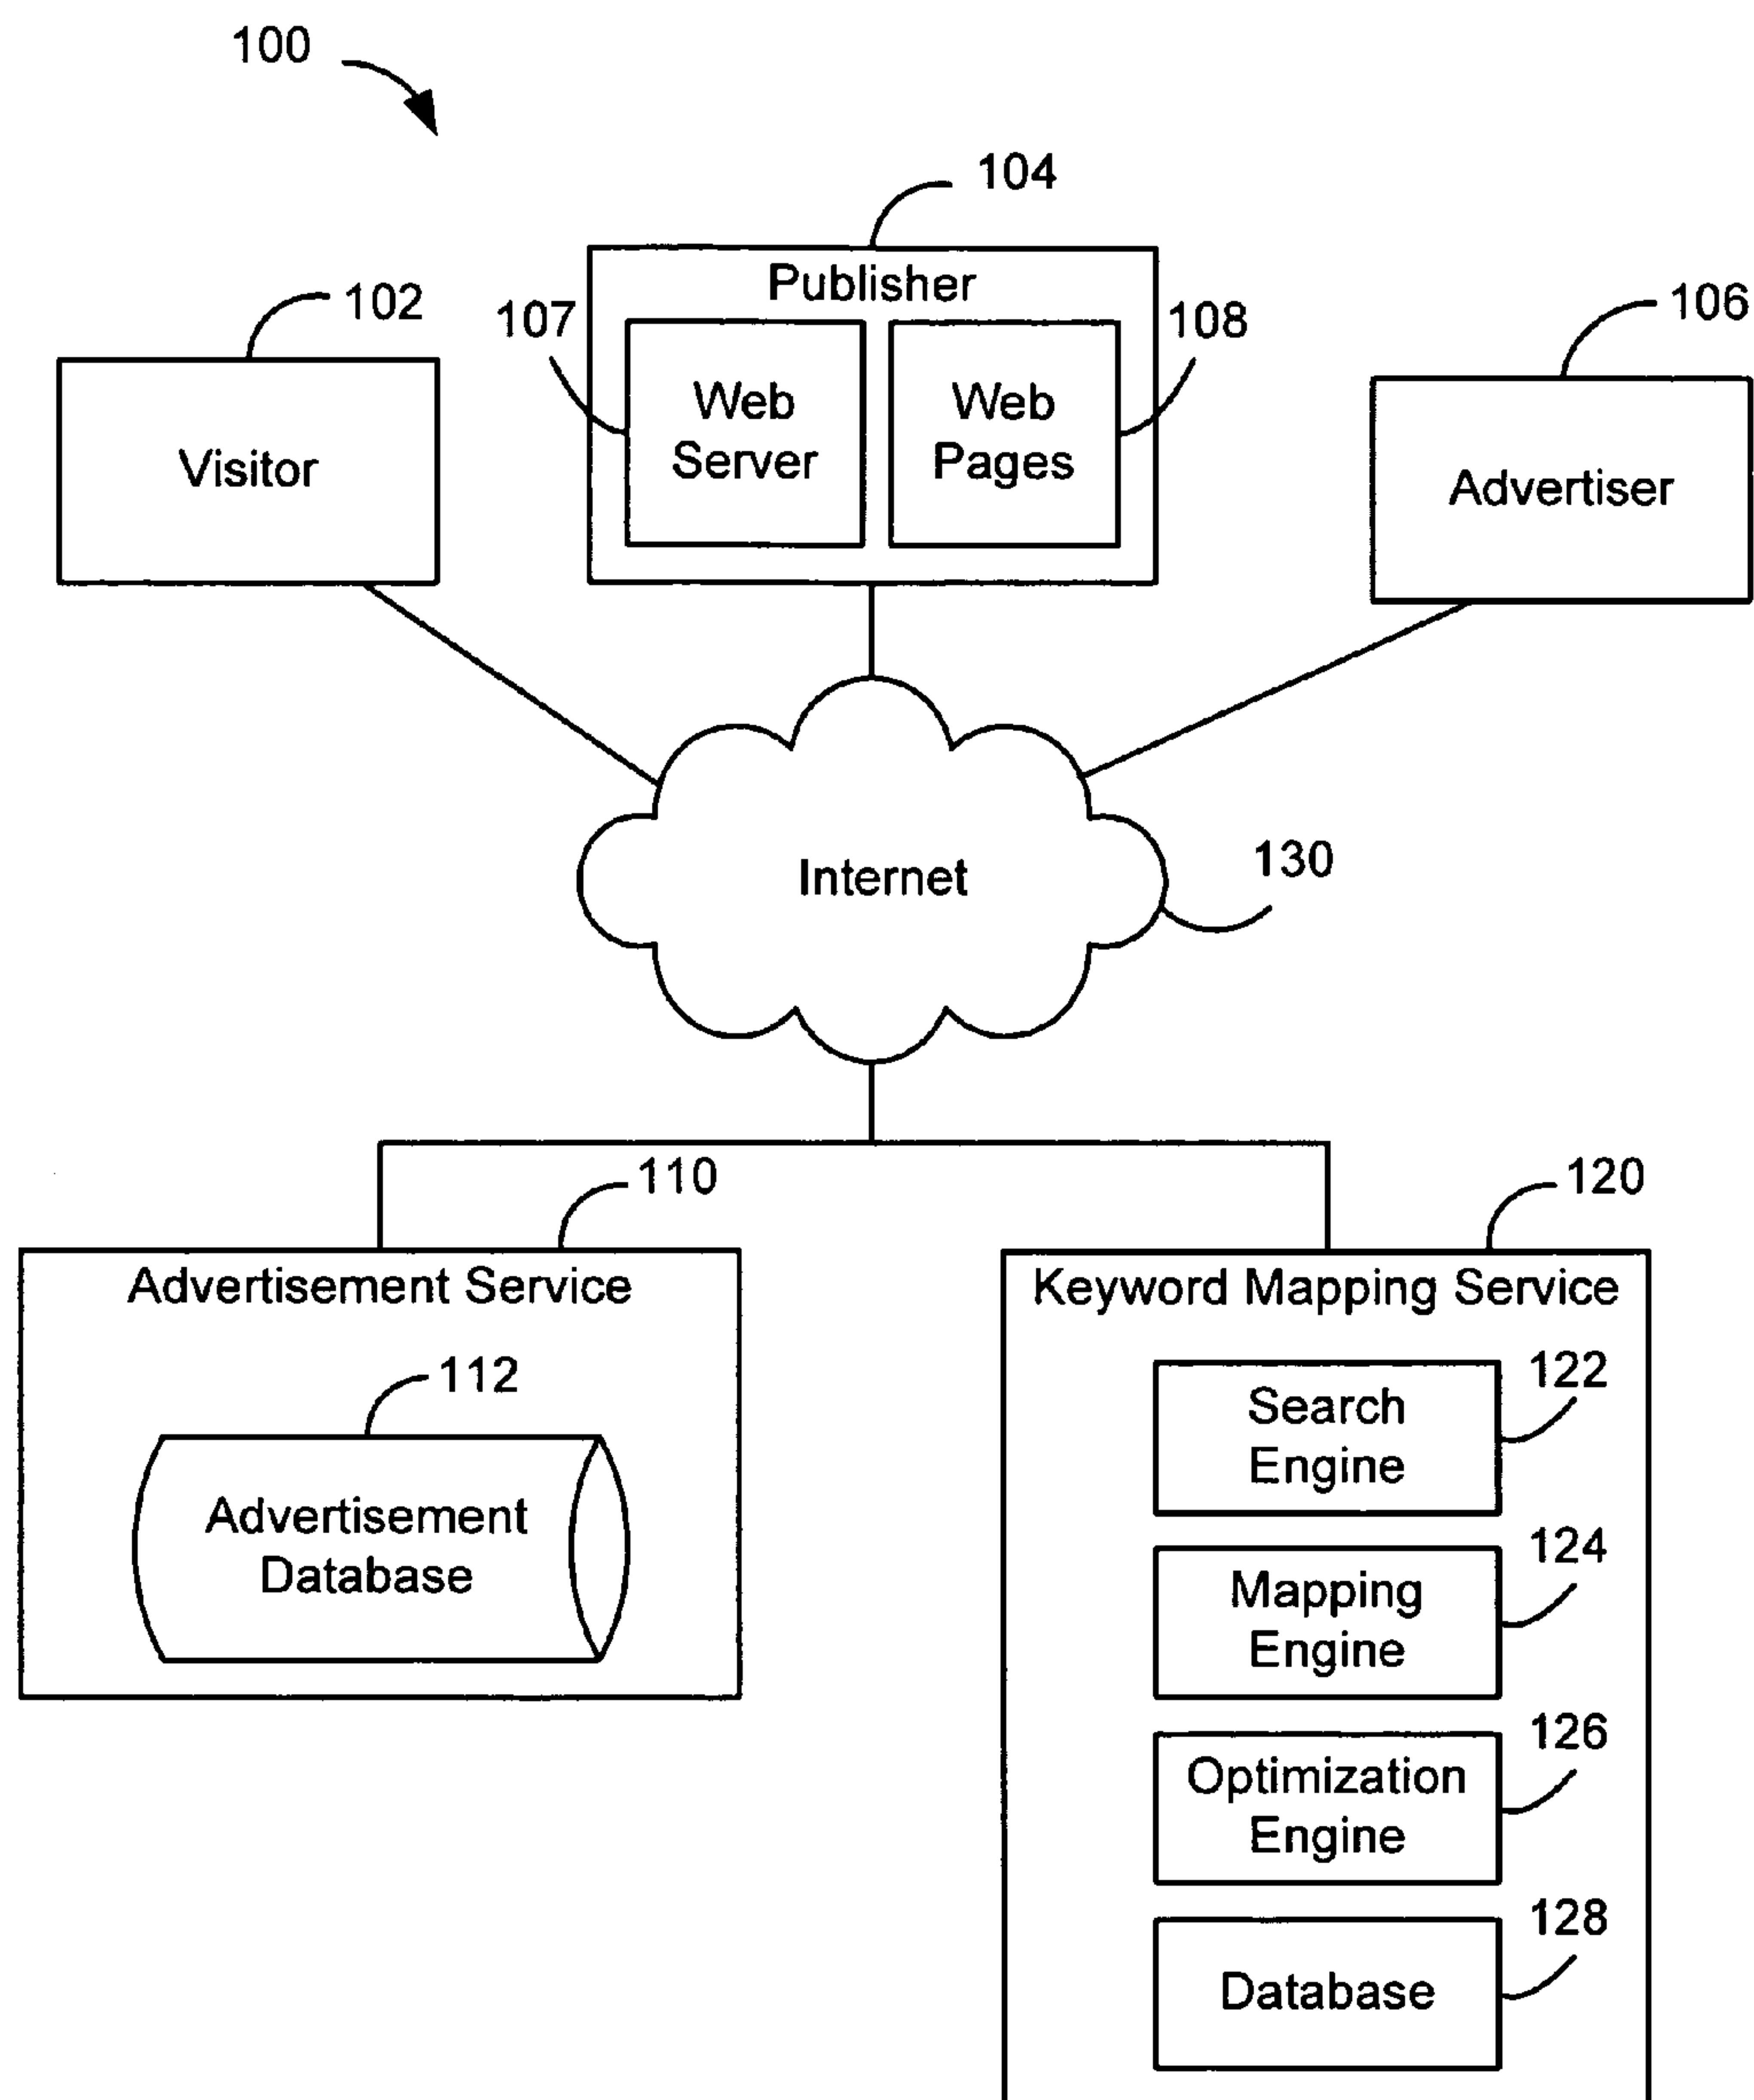 100
104
Publisher
102
107
108
106
Web
Server
Web
Pages
Visitor
Advertiser
Internet
130
110
120
Advertisement Service
Keyword Mapping Service
112
122
Search
Engine
Advertisement
Database
124
Mapping
Engine
126
Optimization
Engine
128
Database